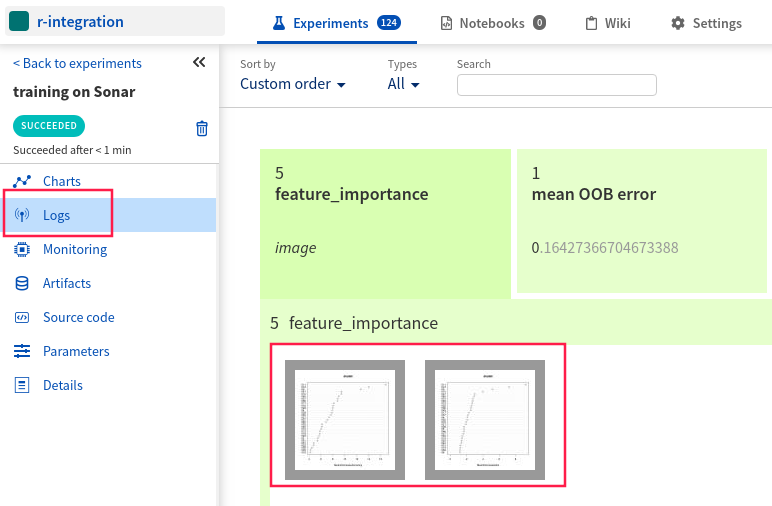 r-integration
Experiments 124
Notebooks 0
Wiki
Settings
< Back to experiments
training on Sonar
SUCCEEDED
Succeeded after < 1 min
Charts
Logs
Monitoring
Artifacts
Source code
Parameters
Details
Sort by
Custom order
Types
All
Search
5
feature_importance
image
1
mean OOB error
0.16427366704673388
5 feature_importance